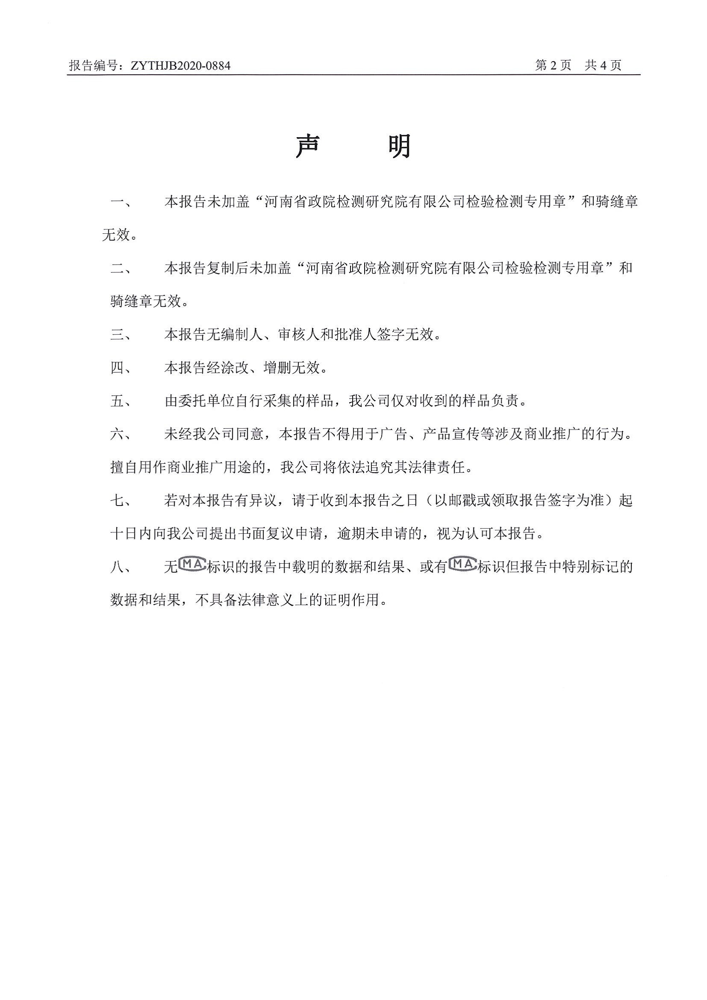 报告编号：ZYTHJB2020-0884 第 2 页 共 4 页
声 明
一、 本报告未加盖“河南省政院检测研究院有限公司检验检测专用章”和骑缝章
无效。
二、 本报告复制后未加盖“河南省政院检测研究院有限公司检验检测专用章”和
骑缝章无效。
三、 本报告无编制人、审核人和批准人签字无效。
四、 本报告经涂改、增删无效。
五、 由委托单位自行采集的样品，我公司仅对收到的样品负责。
六、 未经我公司同意，本报告不得用于广告、产品宣传等涉及商业推广的行为。
擅自用作商业推广用途的，我公司将依法追究其法律责任。
七、 若对本报告有异议，请于收到本报告之日（以邮戳或领取报告签字为准）起
十日内向我公司提出书面复议申请，逾期未申请的，视为认可本报告。
八、 无MA标识的报告中载明的数据和结果、或有MA标识但报告中特别标记的
数据和结果，不具备法律意义上的证明作用。